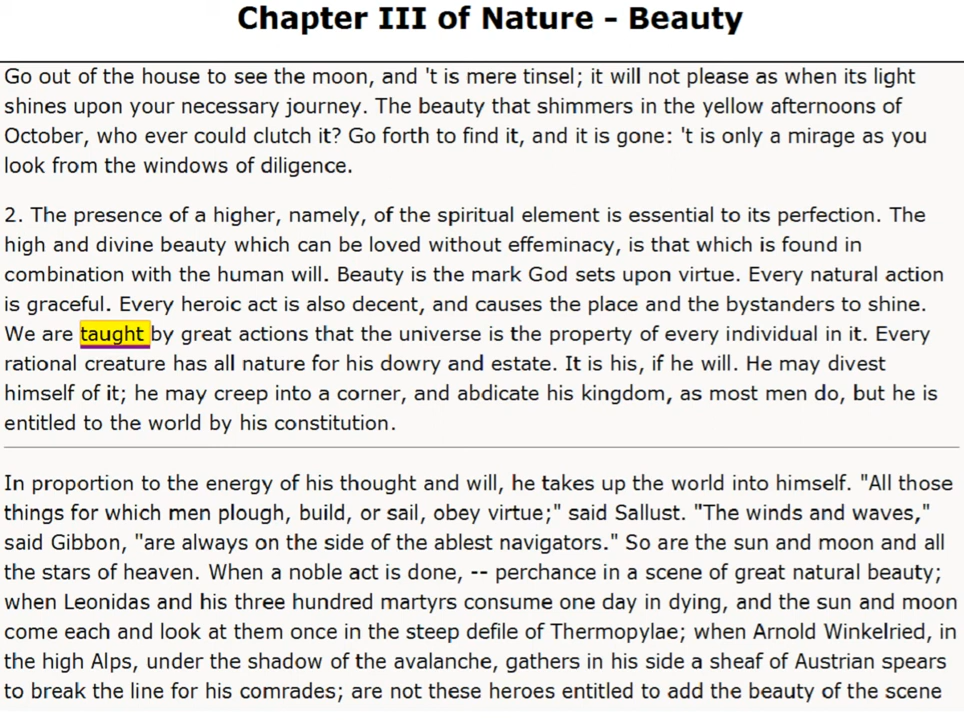 Chapter III of Nature - Beauty
Go out of the house to see the moon, and 't is mere tinsel; it will not please as when its light
shines upon your necessary journey. The beauty that shimmers in the yellow afternoons of
October, who ever could clutch it? Go forth to find it, and it is gone: 't is only a mirage as you
look from the windows of diligence.
2. The presence of a higher, namely, of the spiritual element is essential to its perfection. The
high and divine beauty which can be loved without effeminacy, is that which is found in
combination with the human will. Beauty is the mark God sets upon virtue. Every natural action
is graceful. Every heroic act is also decent, and causes the place and the bystanders to shine.
We are taught by great actions that the universe is the property of every individual in it. Every
rational creature has all nature for his dowry and estate. It is his, if he will. He may divest
himself of it; he may creep into a corner, and abdicate his kingdom, as most men do, but he is
entitled to the world by his constitution.
In proportion to the energy of his thought and will, he takes up the world into himself. "All those
things for which men plough, build, or sail, obey virtue;" said Sallust. "The winds and waves,"
said Gibbon, "are always on the side of the ablest navigators." So are the sun and moon and all
the stars of heaven. When a noble act is done, -- perchance in a scene of great natural beauty;
when Leonidas and his three hundred martyrs consume one day in dying, and the sun and moon
come each and look at them once in the steep defile of Thermopylae; when Arnold Winkelried, in
the high Alps, under the shadow of the avalanche, gathers in his side a sheaf of Austrian spears
to break the line for his comrades; are not these heroes entitled to add the beauty of the scene